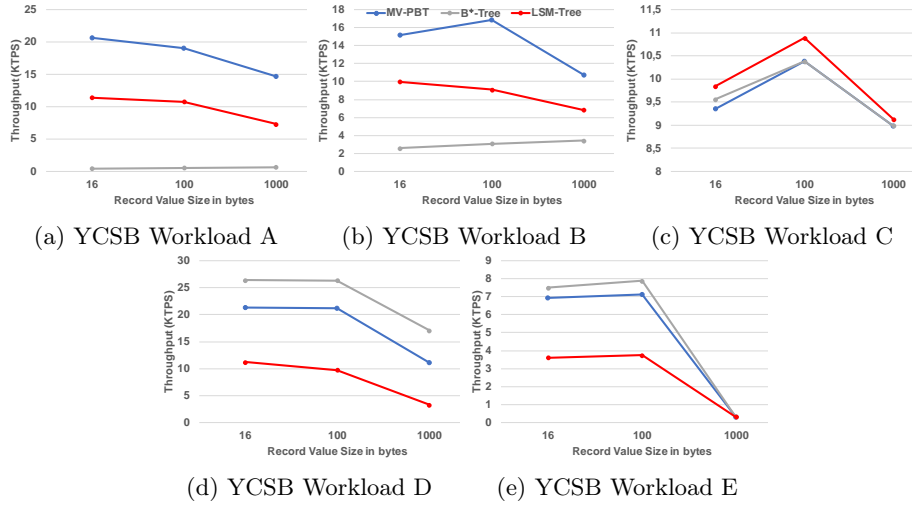 25
20
15
10
5
0
Throughput (KTPS)
16 100 1000
Record Value Size in bytes
(a) YCSB Workload A
MV-PBT B⁺-Tree LSM-Tree
18
16
14
12
10
8
6
4
2
0
Throughput (KTPS)
16 100 1000
Record Value Size in bytes
(b) YCSB Workload B
11,5
11
10,5
10
9,5
9
8,5
8
Throughput (KTPS)
16 100 1000
Record Value Size in bytes
(c) YCSB Workload C
30
25
20
15
10
5
0
Throughput (KTPS)
16 100 1000
Record Value Size in bytes
(d) YCSB Workload D
9
8
7
6
5
4
3
2
1
0
Throughput (KTPS)
16 100 1000
Record Value Size in bytes
(e) YCSB Workload E